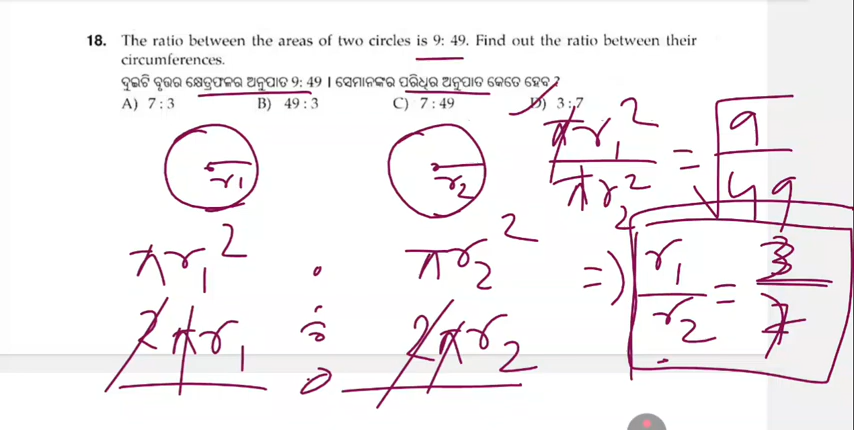 18. The ratio between the areas of two circles is 9: 49. Find out the ratio between their
circumferences.
ଦୁଇଟି ବୃତ୍ତର କ୍ଷେତ୍ରଫଳର ଅନୁପାତ 9: 49 । ସେମାନଙ୍କର ପରିଧିର ଅନୁପାତ କେତେ ହେବ ?
A) 7 : 3 B) 49 : 3 C) 7 : 49 D) 3 : 7
πr₁² / πr₂² = √(9/49)
r₁ r₂
πr₁² : πr₂²
⇒ r₁/r₂ = 3/7
2πr₁ : 2πr₂